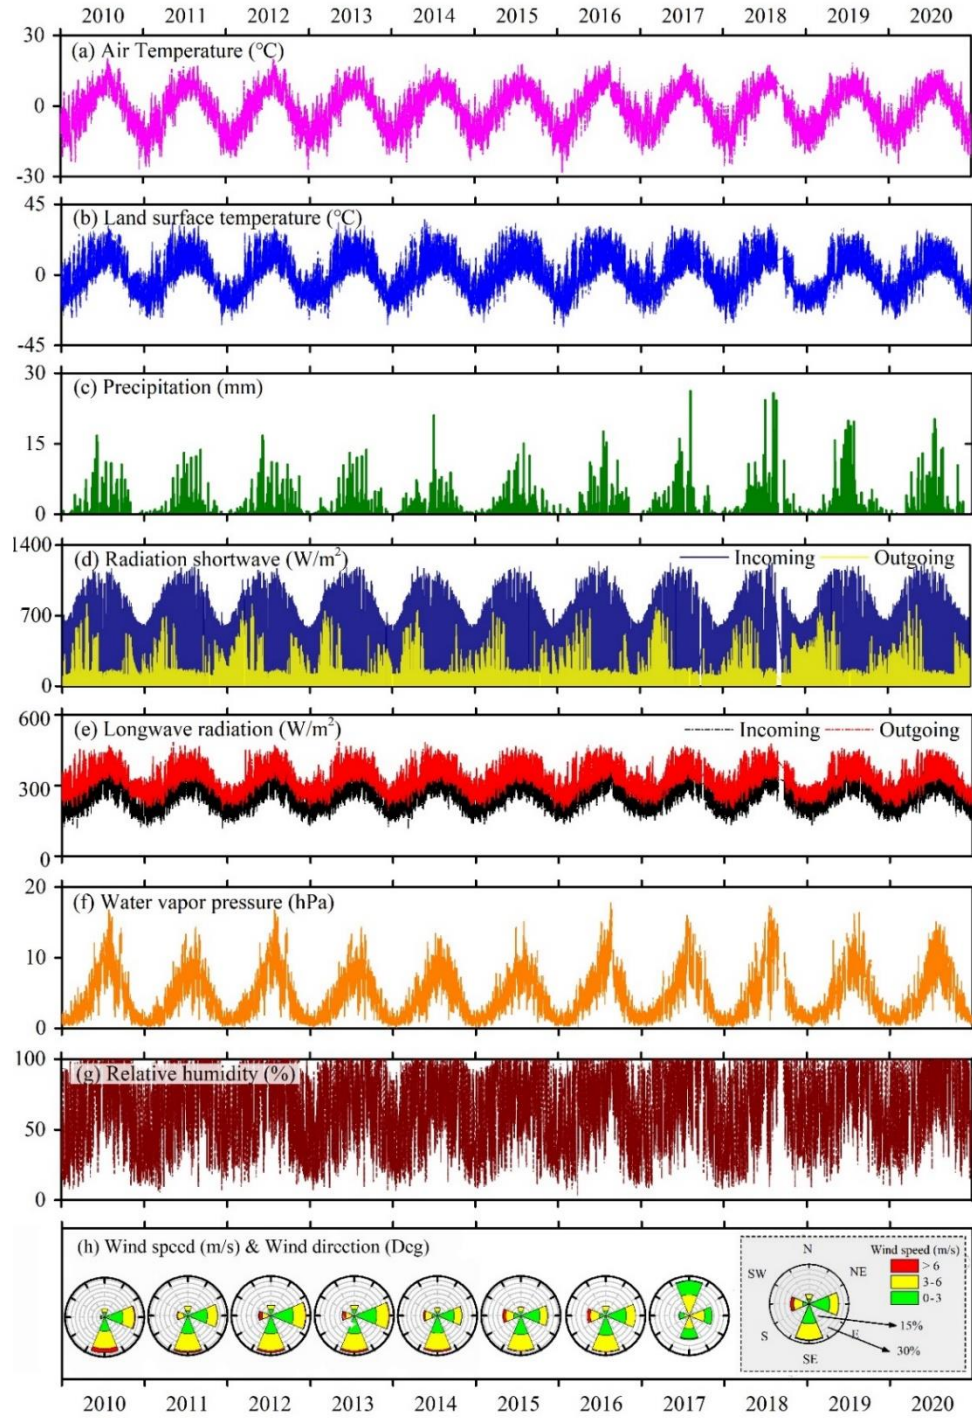 2010 2011 2012 2013 2014 2015 2016 2017 2018 2019 2020
30
(a) Air Temperature (℃)
0
-30
45
(b) Land surface temperature (℃)
0
-45
30
(c) Precipitation (mm)
15
0
1400
(d) Radiation shortwave (W/m²) Incoming Outgoing
700
0
600
(e) Longwave radiation (W/m²) Incoming Outgoing
300
0
20
(f) Water vapor pressure (hPa)
10
0
100
(g) Relative humidity (%)
50
0
(h) Wind speed (m/s) & Wind direction (Deg)
N
Wind speed (m/s)
SW NE
> 6
3-6
0-3
15%
S E
30%
SE
2010 2011 2012 2013 2014 2015 2016 2017 2018 2019 2020